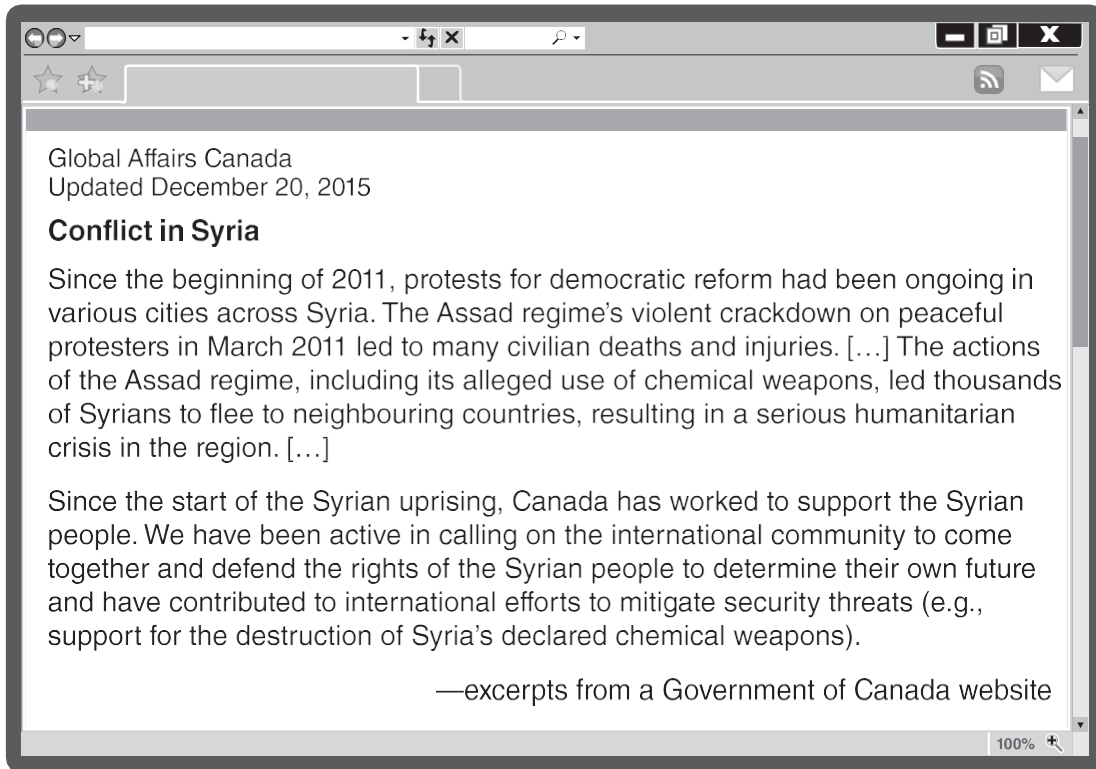 Global Affairs Canada
Updated December 20, 2015
Conflict in Syria
Since the beginning of 2011, protests for democratic reform had been ongoing in
various cities across Syria. The Assad regime's violent crackdown on peaceful
protesters in March 2011 led to many civilian deaths and injuries. […] The actions
of the Assad regime, including its alleged use of chemical weapons, led thousands
of Syrians to flee to neighbouring countries, resulting in a serious humanitarian
crisis in the region. […]
Since the start of the Syrian uprising, Canada has worked to support the Syrian
people. We have been active in calling on the international community to come
together and defend the rights of the Syrian people to determine their own future
and have contributed to international efforts to mitigate security threats (e.g.,
support for the destruction of Syria's declared chemical weapons).
—excerpts from a Government of Canada website
100%